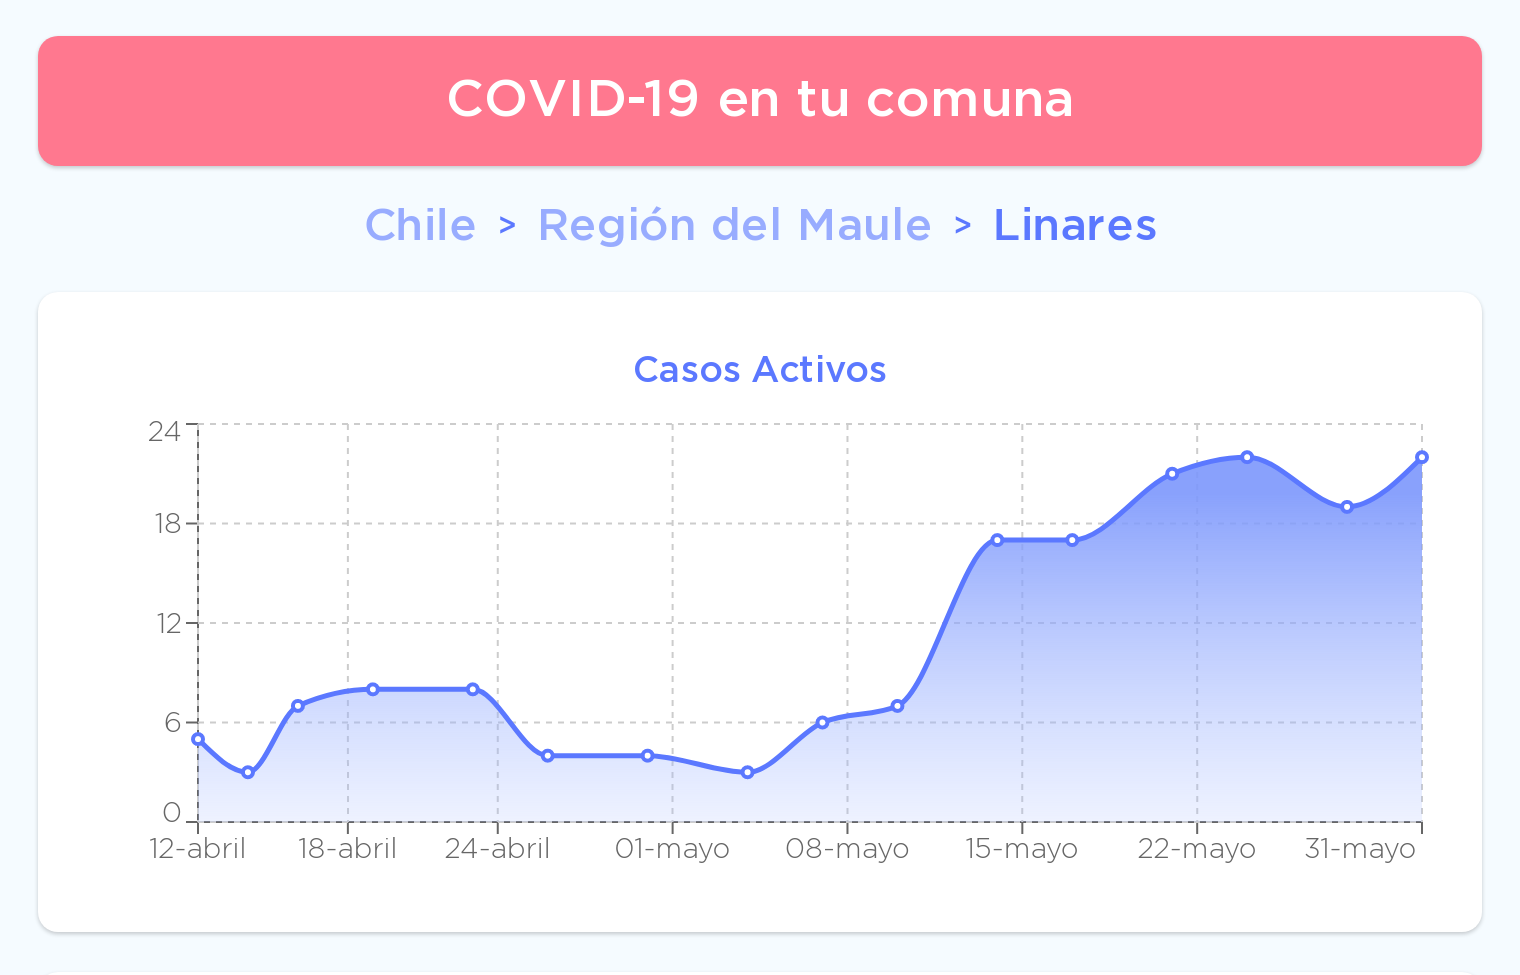 COVID-19 en tu comuna
Chile > Región del Maule > Linares
Casos Activos
24
18
12
6
0
12-abril 18-abril 24-abril 01-mayo 08-mayo 15-mayo 22-mayo 31-mayo